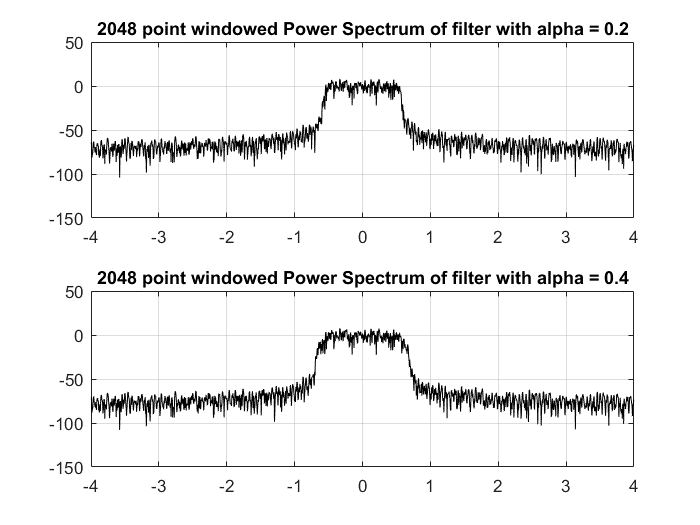 2048 point windowed Power Spectrum of filter with alpha = 0.2
50
0
-50
-100
-150
-4 -3 -2 -1 0 1 2 3 4
2048 point windowed Power Spectrum of filter with alpha = 0.4
50
0
-50
-100
-150
-4 -3 -2 -1 0 1 2 3 4